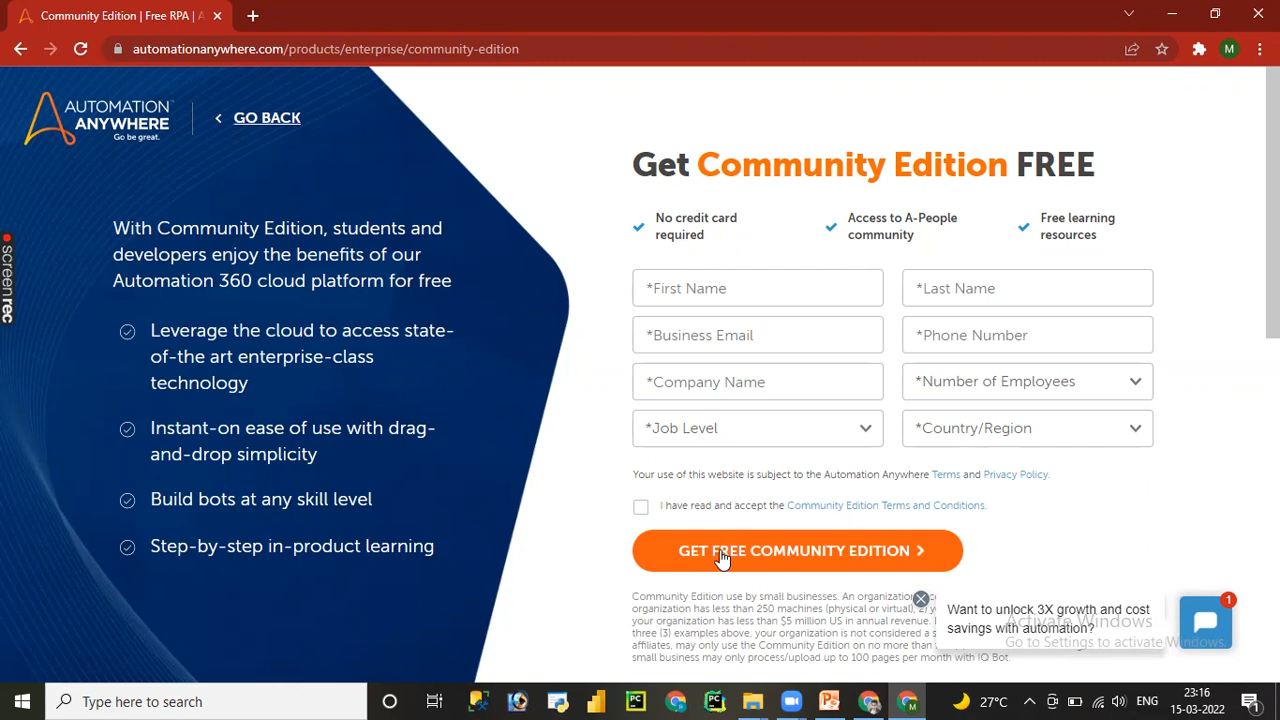 Community Edition | Free RPA | A
automationanywhere.com/products/enterprise/community-edition
M
AUTOMATION
ANYWHERE
Go be great.
GO BACK
With Community Edition, students and
developers enjoy the benefits of our
Automation 360 cloud platform for free
Leverage the cloud to access state-
of-the art enterprise-class
technology
Instant-on ease of use with drag-
and-drop simplicity
Build bots at any skill level
Step-by-step in-product learning
screenrec
Get Community Edition FREE
No credit card
required
Access to A-People
community
Free learning
resources
*First Name
*Last Name
*Business Email
*Phone Number
*Company Name
*Number of Employees
*Job Level
*Country/Region
Your use of this website is subject to the Automation Anywhere Terms and Privacy Policy.
I have read and accept the Community Edition Terms and Conditions.
GET FREE COMMUNITY EDITION
Community Edition use by small businesses. An organization
organization has less than 250 machines (physical or virtual), 2)
your organization has less than $5 million US in annual revenue.
three (3) examples above, your organization is not considered a
affiliates, may only use the Community Edition on no more
small business may only process/upload up to 100 pages per month with IQ Bot.
Want to unlock 3X growth and cost
savings with automation?
1
Activate Windows
Go to Settings to activate Windows.
Type here to search
27°C
ENG
23:16
15-03-2022
1